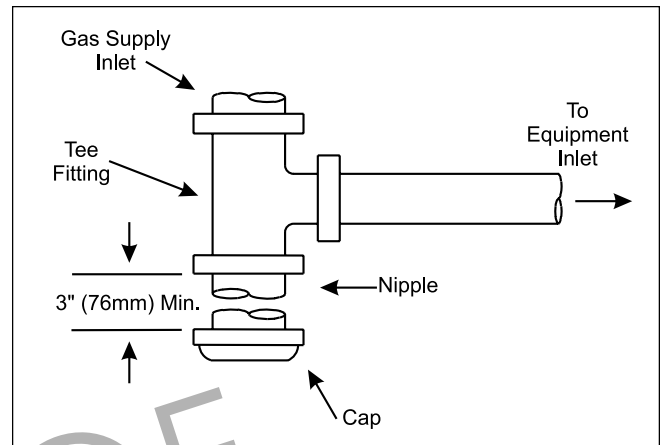 Gas Supply
Inlet
Tee
Fitting
To
Equipment
Inlet
3" (76mm) Min.
Nipple
Cap